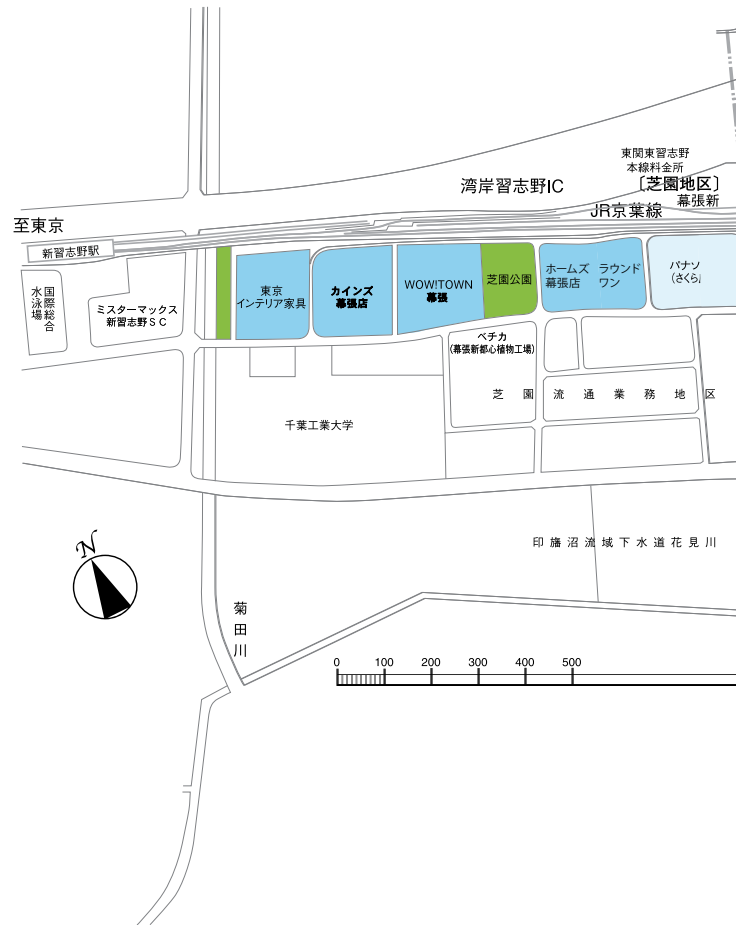 東関東習志野
本線料金所
湾岸習志野IC
〔芝園地区〕
幕張新
JR京葉線
至東京
新習志野駅
国際総合
水泳場
ミスターマックス
新習志野ＳＣ
東京
インテリア家具
カインズ
幕張店
WOW!TOWN
幕張
芝園公園
ホームズ
幕張店
ラウンド
ワン
パナソ
（さくら
ベチカ
（幕張新都心植物工場）
芝園流通業務地区
千葉工業大学
印旛沼流域下水道花見川
N
菊田川
0 100 200 300 400 500